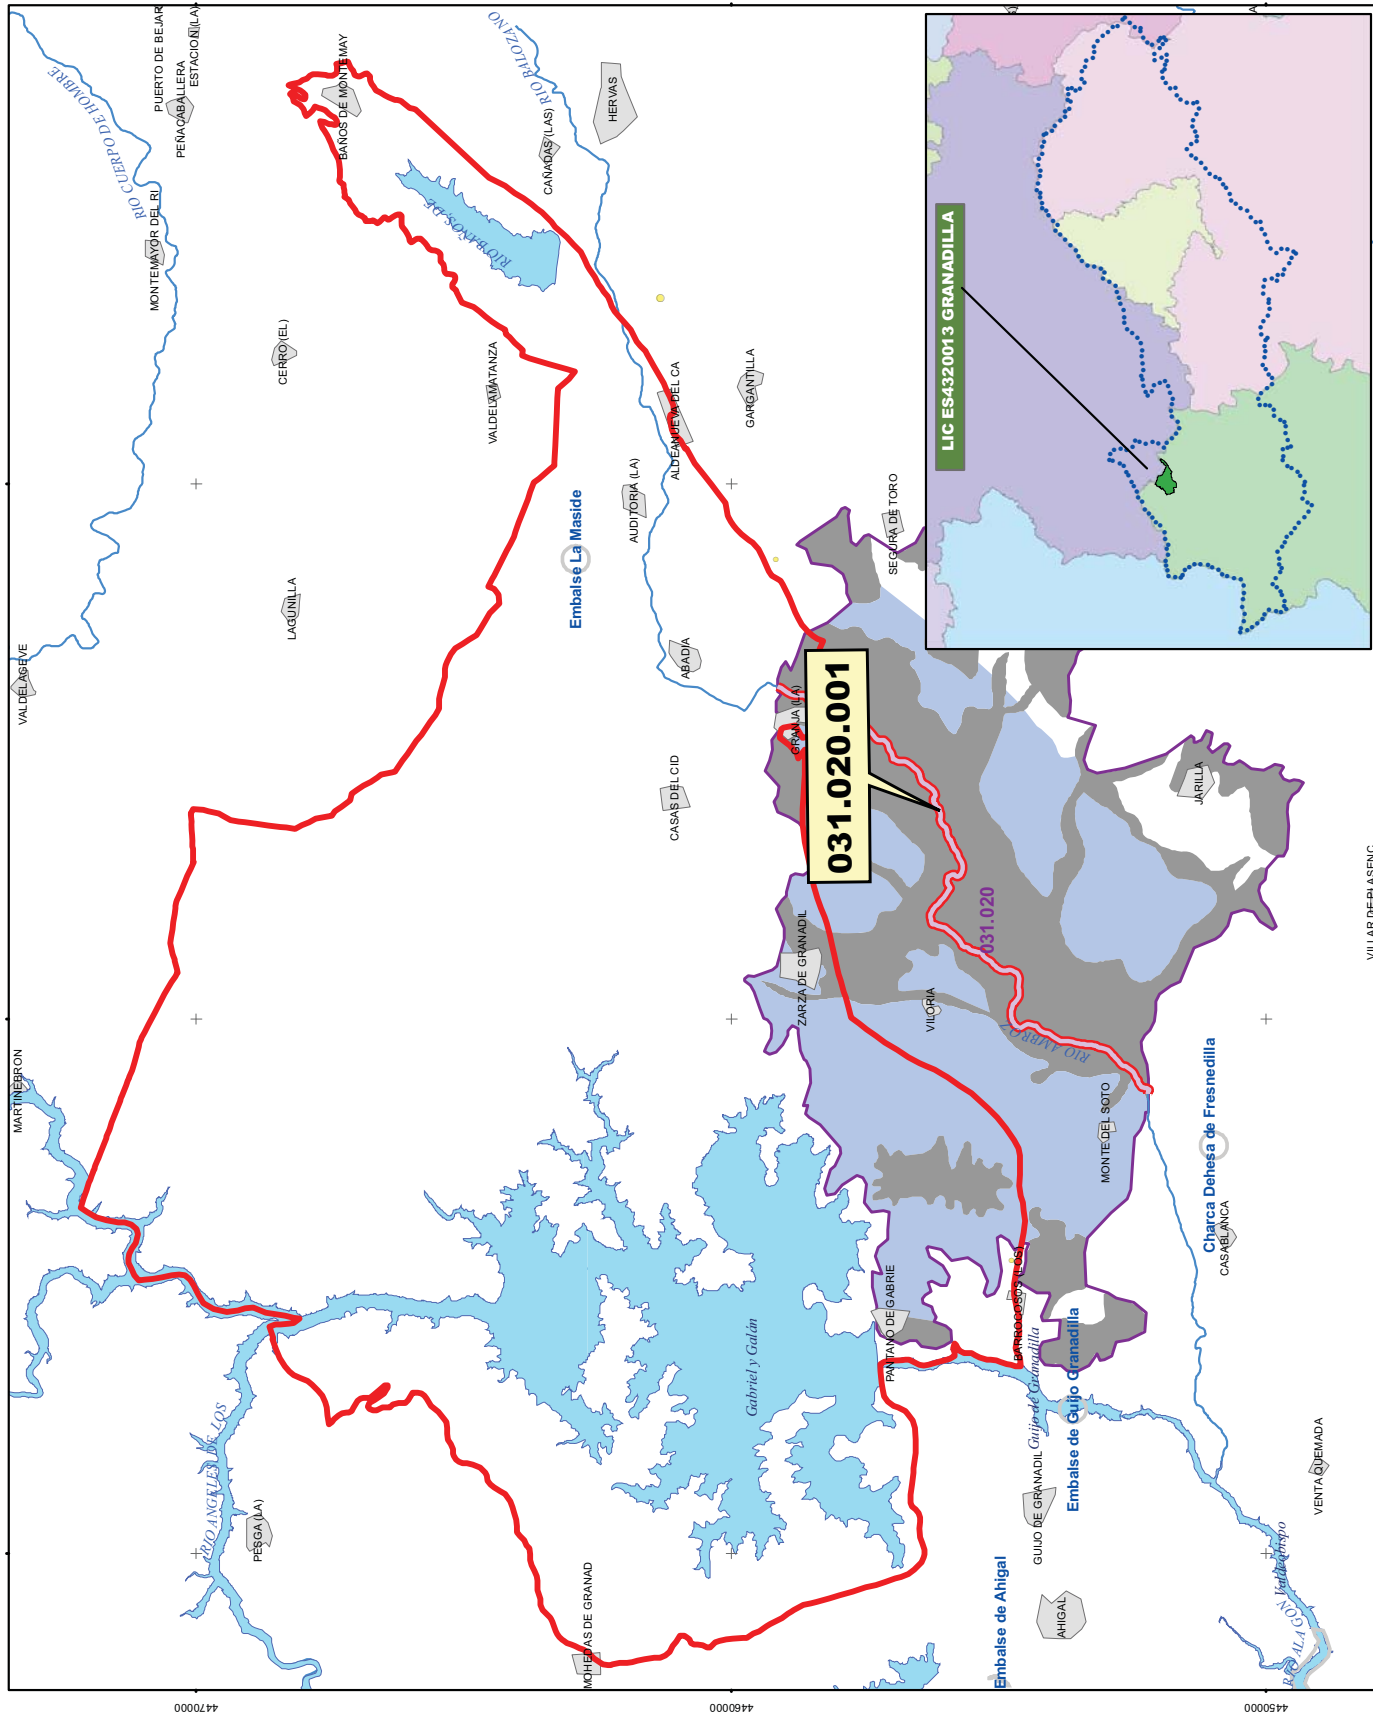 RIO CUERPO DE HOMBRE
PUERTO DE BEJAR
PEÑACABALLERA
ESTACION (LA)
RIO BALOZANO
BAÑOS DE MONTEMAY
HERVAS
CAÑADAS (LAS)
MONTEMAYOR DEL RI
RIO BAÑOS, DE
CERRO (EL)
VALDELAMATANZA
GARGANTILLA
ALDEANUEVA DEL CA
AUDITORIA (LA)
SEGURA DE TORO
Embalse La Maside
LAGUNILLA
VALDELAGEVE
ABADIA
GRANJA (LA)
CASAS DEL CID
031.020.001
031.020
JARILLA
VILLAR DE PLASENC
ZARZA DE GRANADIL
VILORIA
RIO AMBROZ
MONTE DEL SOTO
Charca Dehesa de Fresnedilla
CASABLANCA
MARTINEBRON
BARROCOSOS (LOS)
PANTANO DE GABRIE
Gabriel y Galán
Guijo de Granadilla
Embalse de Guijo Granadilla
GUIJO DE GRANADIL
VENTA QUEMADA
RIO ANGELES DE LOS
PESGA (LA)
MOHEDAS DE GRANAD
AHIGAL
Embalse de Ahigal
Valdeobispo
RIO ALAGON
LIC ES4320013 GRANADILLA
4470000
4460000
4450000